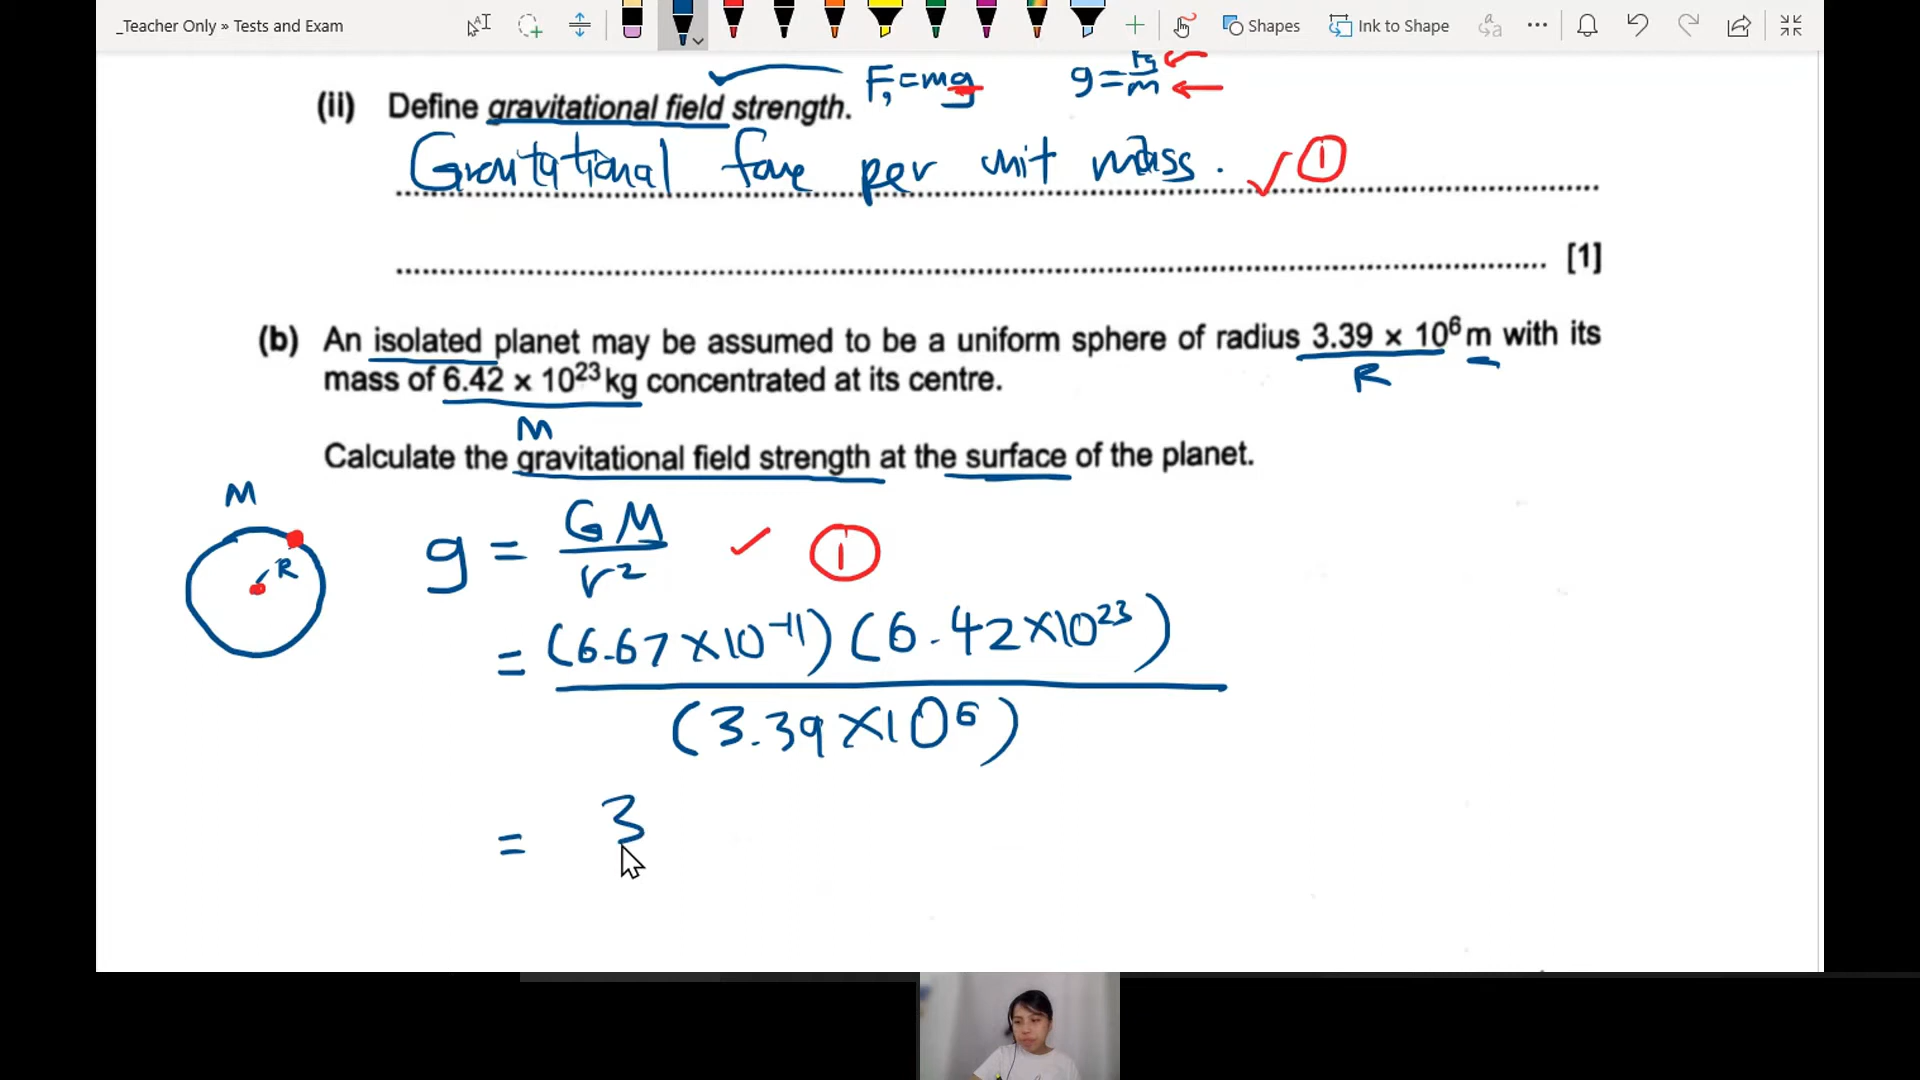 _Teacher Only » Tests and Exam
Shapes
Ink to Shape
Fg=mg g=Fg/m
(ii) Define gravitational field strength.
Gravitational force per unit mass. ✓ ①
[1]
(b) An isolated planet may be assumed to be a uniform sphere of radius 3.39 × 10⁶ m with its
R
mass of 6.42 × 10²³ kg concentrated at its centre.
M
Calculate the gravitational field strength at the surface of the planet.
M
R
g = GM/r² ✓ ①
= (6.67×10⁻¹¹)(6.42×10²³)
(3.39×10⁶)
= 3